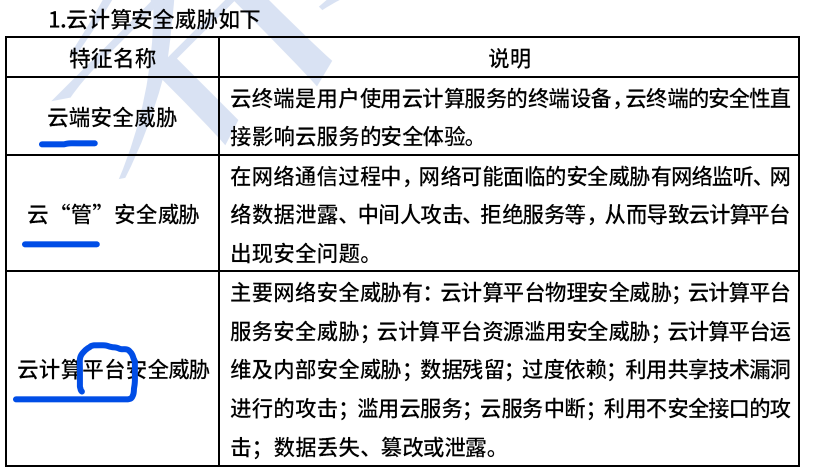 1.云计算安全威胁如下
特征名称
说明
云端安全威胁
云终端是用户使用云计算服务的终端设备，云终端的安全性直
接影响云服务的安全体验。
云“管”安全威胁
在网络通信过程中，网络可能面临的安全威胁有网络监听、网
络数据泄露、中间人攻击、拒绝服务等，从而导致云计算平台
出现安全问题。
云计算平台安全威胁
主要网络安全威胁有：云计算平台物理安全威胁；云计算平台
服务安全威胁；云计算平台资源滥用安全威胁；云计算平台运
维及内部安全威胁；数据残留；过度依赖；利用共享技术漏洞
进行的攻击；滥用云服务；云服务中断；利用不安全接口的攻
击；数据丢失、篡改或泄露。